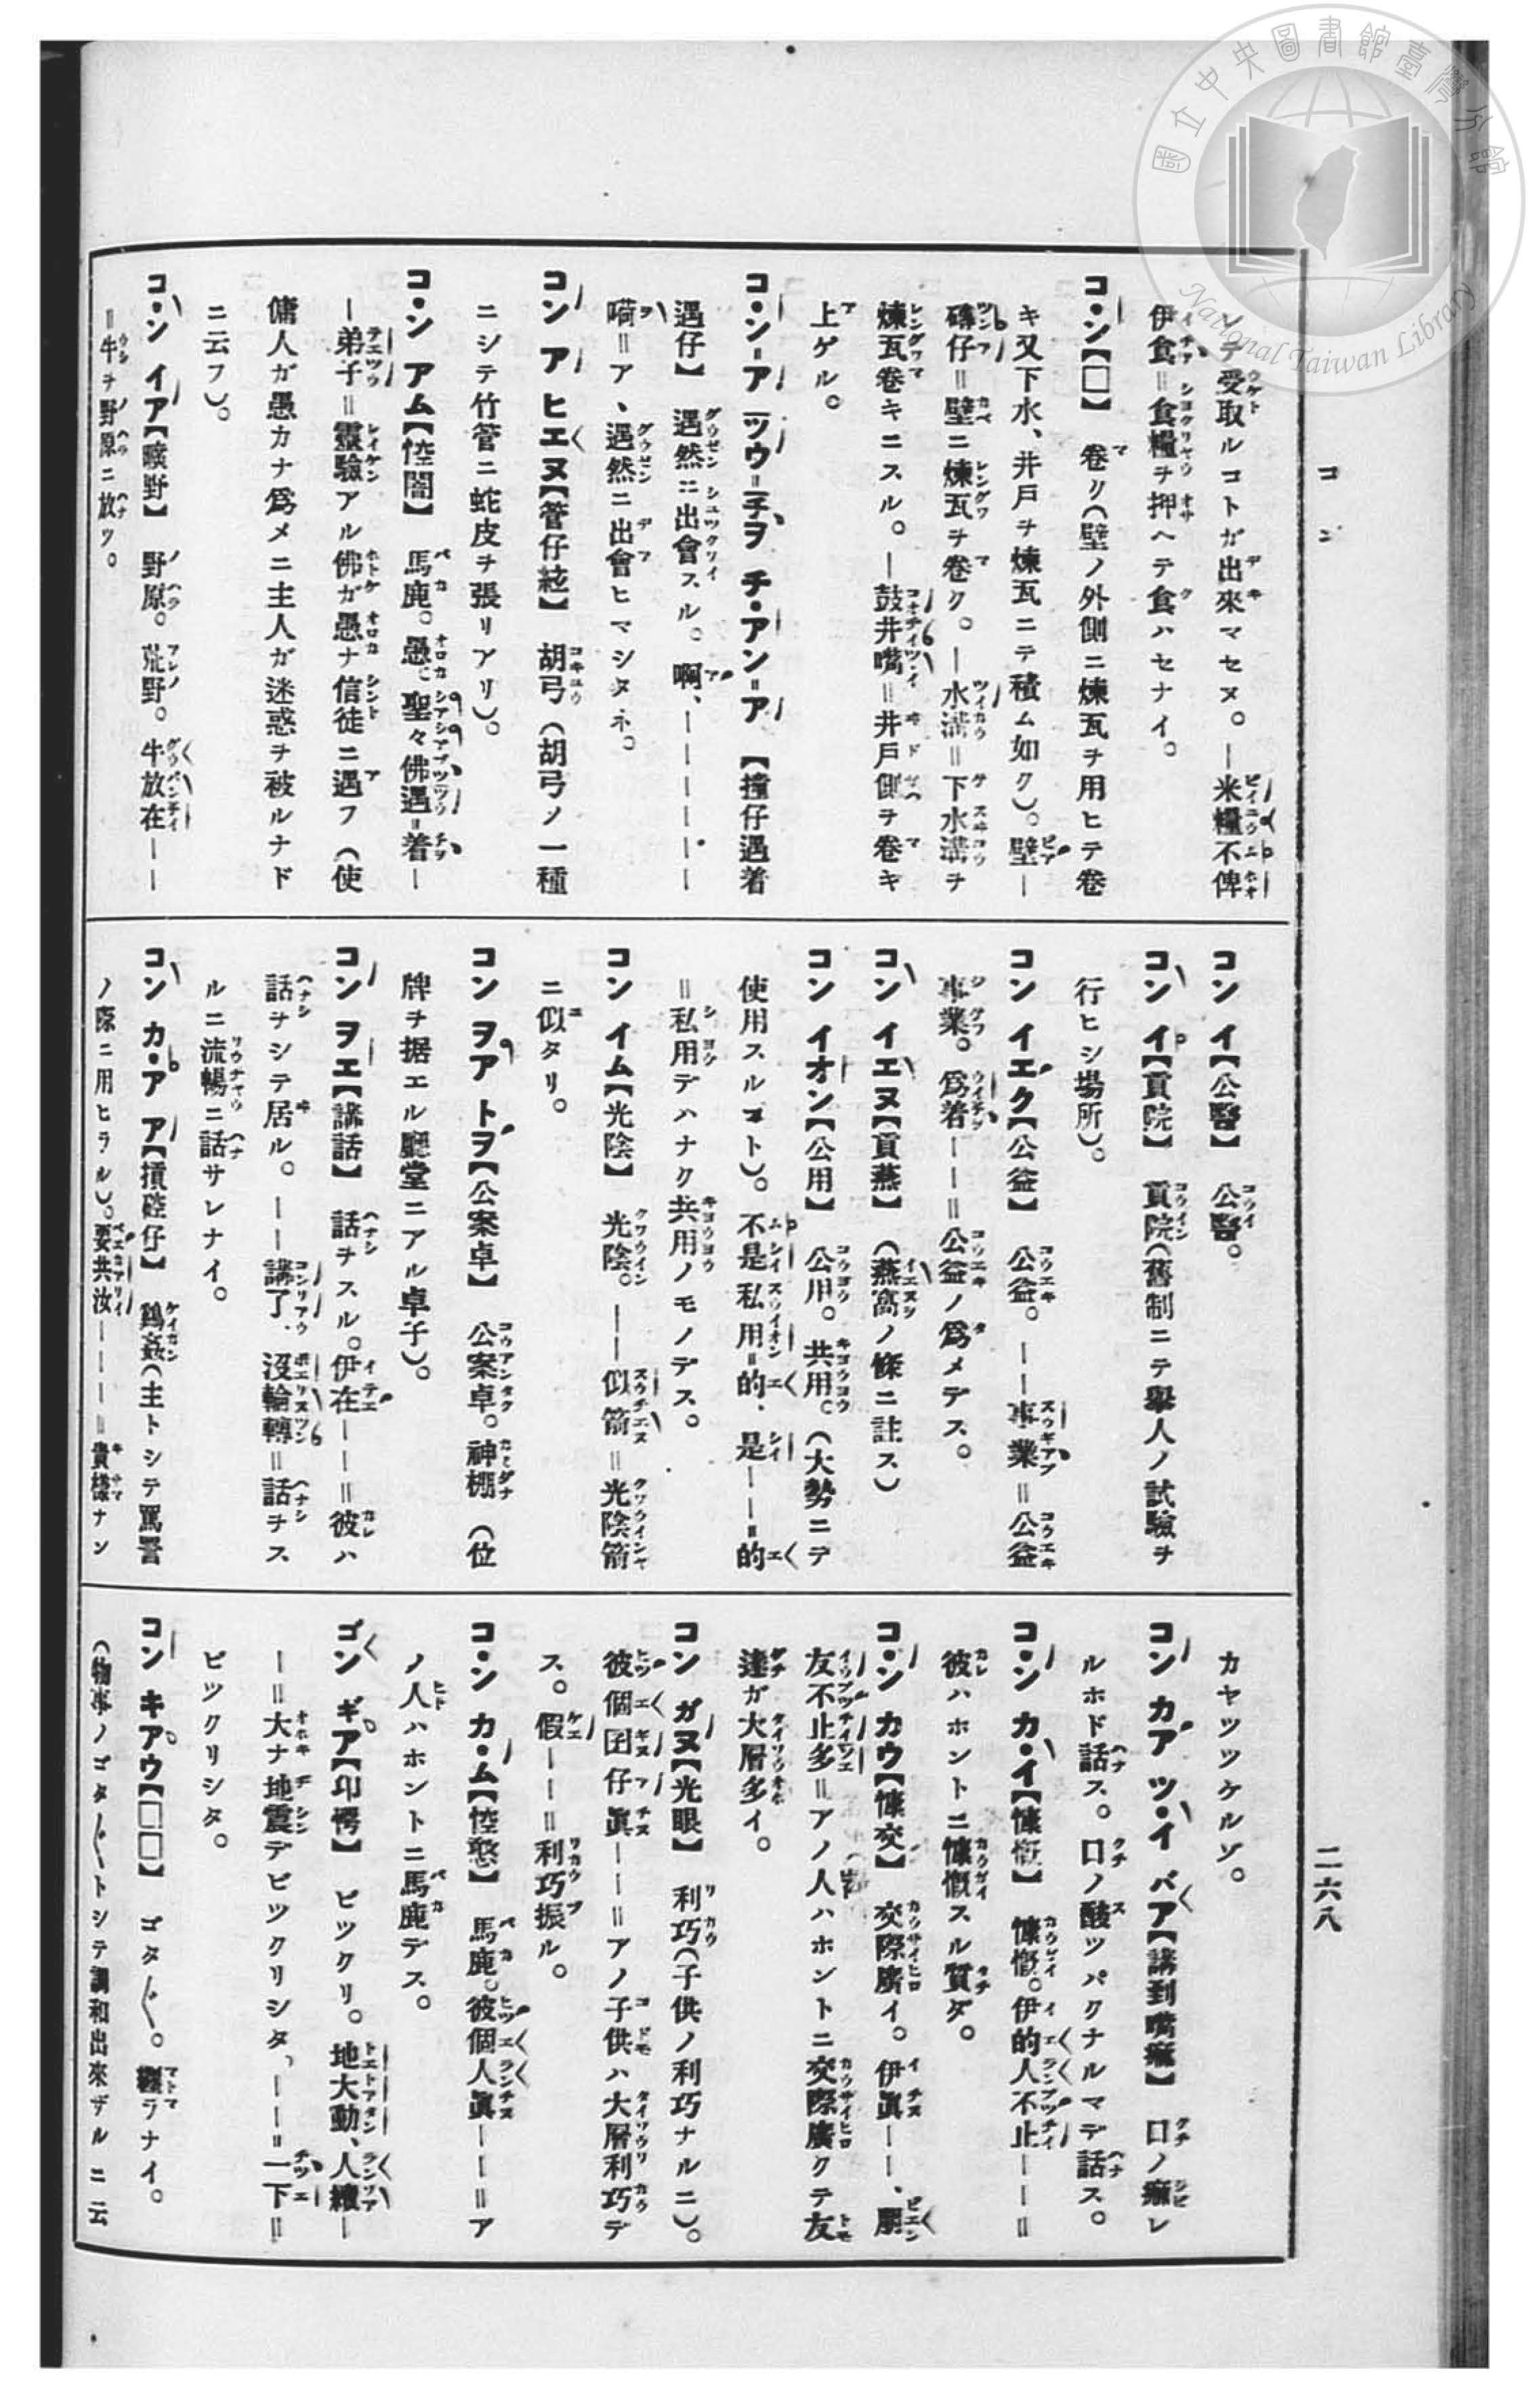 國立中央圖書館臺灣分館
National Taiwan Library
コン
二六八
ンデ受取ルコトガ出來マセヌ。—米糧不俾
伊食=食糧ヲ押ヘテ食ハセナイ。
コ・ン【□】 卷リ(壁ノ外側ニ煉瓦ヲ用ヒテ卷
キ又下水、井戸ヲ煉瓦ニテ積ム如ク)。壁—
磚仔=壁ニ煉瓦ヲ卷ク。—水溝=下水溝ヲ
煉瓦卷キニスル。—鼓井嘴=井戸側ヲ卷キ
上ゲル。
コ・ン=ア ツウ=チヲ チ・アン=ア 【撞仔遇着
遇仔】 遇然ニ出會スル。啊、—————
=ア、遇然ニ出會ヒマシタネ。
コン ア ヒエヌ【管仔絃】 胡弓(胡弓ノ一種
ニシテ竹管ニ蛇皮ヲ張リアリ)。
コ・ン アム【悾闇】 馬鹿。愚。聖々佛遇=着—
—弟子=靈驗アル佛ガ愚ナ信徒ニ遇フ(使
傭人ガ愚カナ爲メニ主人ガ迷惑ヲ被ルナド
ニ云フ)。
コ・ン イア【曠野】 野原。荒野。牛放在——
=牛ヲ野原ニ放ツ。
コン イ【公醫】 公醫。
コン イ【貢院】 貢院(舊制ニテ擧人ノ試驗ヲ
行ヒシ場所)。
コン イエク【公益】 公益。——事業=公益
事業。爲着———=公益ノ爲メデス。
コン イエヌ【貢燕】 (燕窩ノ條ニ註ス)
コン イオン【公用】 公用。共用。(大勢ニテ
使用スルコト)。不是私用=的、是——=的
=私用デハナク共用ノモノデス。
コン イム【光陰】 光陰。——似箭=光陰箭
ニ似タリ。
コン ヲア トヲ【公案卓】 公案卓。神棚 (位
牌ヲ据エル廳堂ニアル卓子)。
コン ヲエ【講話】 話ヲスル。伊在——=彼ハ
話ヲシテ居ル。——講了、沒輪轉=話ヲス
ルニ流暢ニ話サレナイ。
コン カ・ア ア【摃碚仔】 鷄姦(主トシテ罵詈
ノ際ニ用ヒラル)。要共汝———=貴樣ナン
カヤツツケルゾ。
コン カア ツ・イ バア【講到嘴痲】 口ノ痲レ
ルホド話ス。口ノ酸ツパクナルマデ話ス。
コ・ン カ・イ【慷慨】 慷慨。伊的人不止——=
彼ハホントニ慷慨スル質ダ。
コ・ン カウ【慷交】 交際廣イ。伊眞——、朋
友不止多=アノ人ハホントニ交際廣クテ友
達ガ大層多イ。
コン ガヌ【光眼】 利巧(子供ノ利巧ナルニ)。
彼個囝仔眞——=アノ子供ハ大層利巧デ
ス。假——=利巧振ル。
コ・ン カ・ム【悾憨】 馬鹿。彼個人眞——=ア
ノ人ハホントニ馬鹿デス。
ゴン ギア【卬愕】 ビツクリ。地大動、人續—
—=大ナ地震デビツクリシタ。——=一下=
ビツクリシタ。
コン キアウ【□□】 ゴタ〱。纏ラナイ。
(物事ノゴタ〱トシテ調和出來ザルニ云